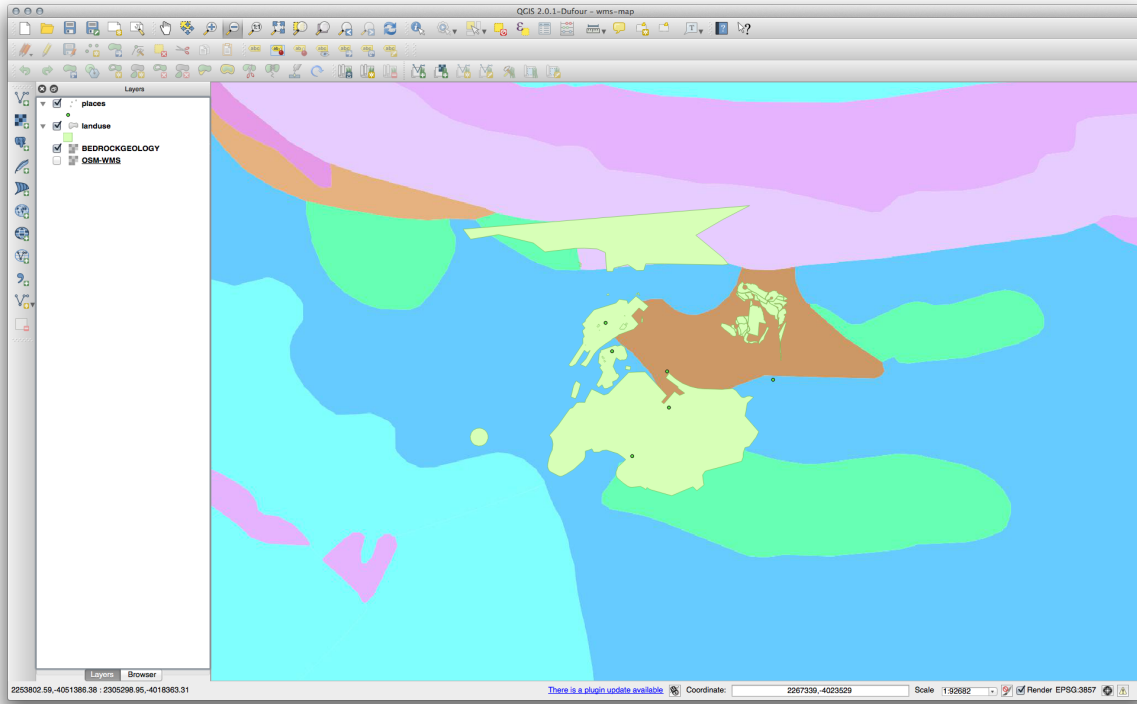 QGIS 2.0.1-Dufour - wms-map
Layers
places
landuse
BEDROCKGEOLOGY
OSM-WMS
Layers Browser
2253802.59,-4051386.38 : 2305298.95,-4018363.31 There is a plugin update available Coordinate: 2267339,-4023529 Scale 1:92682 Render EPSG:3857